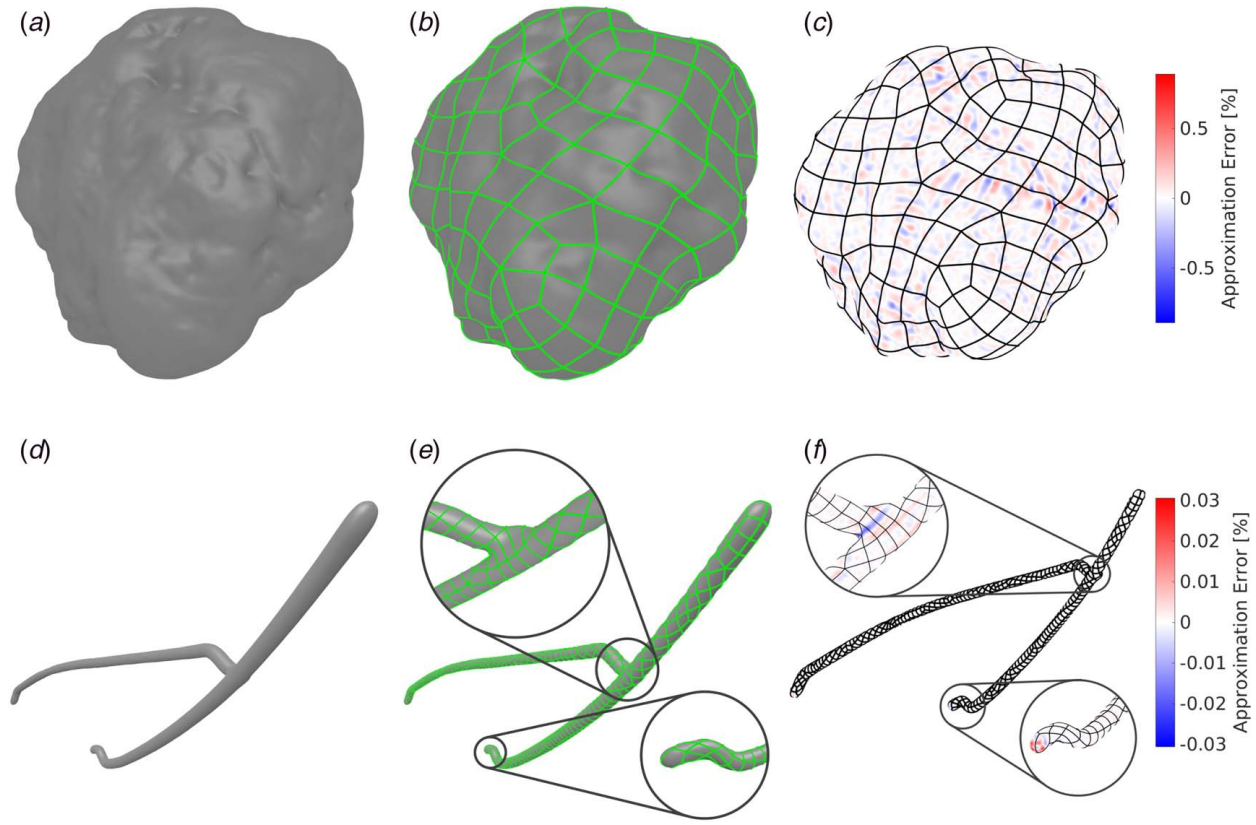 (a)
(b)
(c)
0.5
0
-0.5
Approximation Error [%]
(d)
(e)
(f)
0.03
0.02
0.01
0
-0.01
-0.02
-0.03
Approximation Error [%]